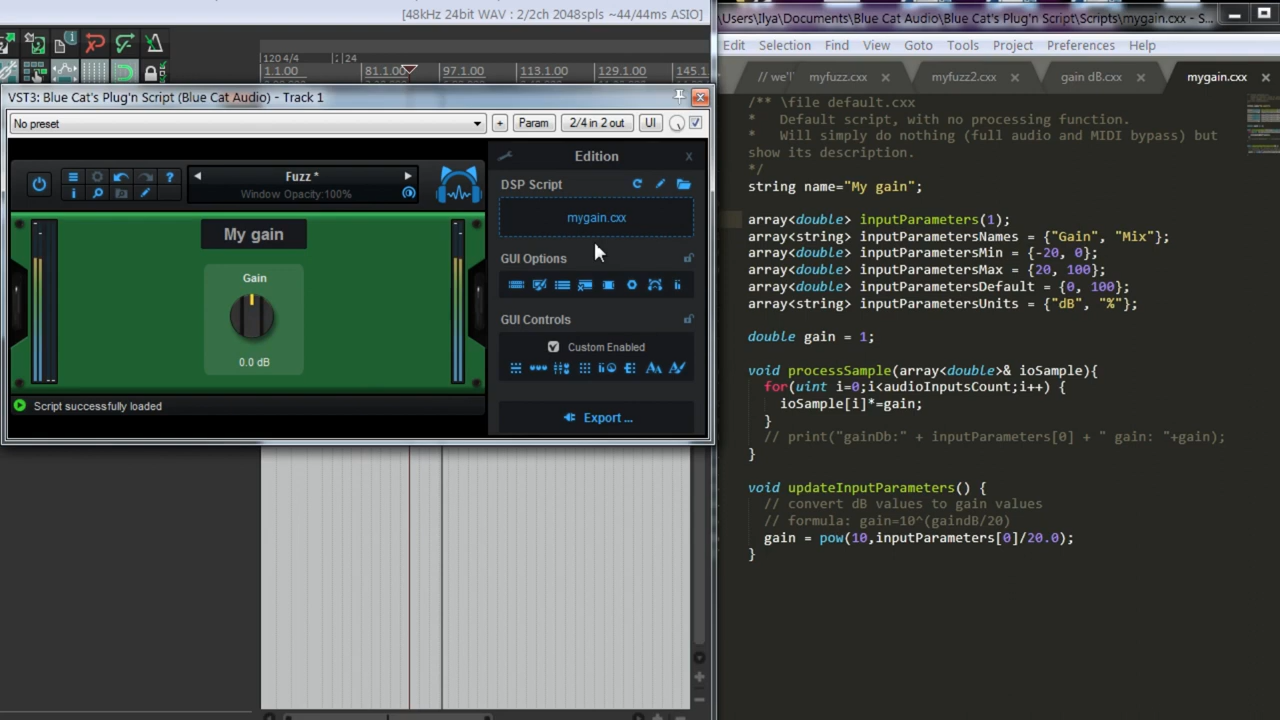 [48kHz 24bit WAV : 2/2ch 2048spls ~44/44ms ASIO]
120 4/4
24
1.1.00 81.1.00 97.1.00 113.1.00 129.1.00 145.1
VST3: Blue Cat's Plug'n Script (Blue Cat Audio) - Track 1
No preset
+ Param 2/4 in 2 out UI
Fuzz *
Window Opacity:100%
My gain
Gain
0.0 dB
Script successfully loaded
Edition
DSP Script
mygain.cxx
GUI Options
GUI Controls
Custom Enabled
Export ...
Users\Ilya\Documents\Blue Cat Audio\Blue Cat's Plug'n Script\Scripts\mygain.cxx - S...
Edit Selection Find View Goto Tools Project Preferences Help
// we'l myfuzz.cxx myfuzz2.cxx gain dB.cxx mygain.cxx
/** \file default.cxx
*  Default script, with no processing function.
*  Will simply do nothing (full audio and MIDI bypass) but
show its description.
*/
string name="My gain";
array<double> inputParameters(1);
array<string> inputParametersNames = {"Gain", "Mix"};
array<double> inputParametersMin = {-20, 0};
array<double> inputParametersMax = {20, 100};
array<double> inputParametersDefault = {0, 100};
array<string> inputParametersUnits = {"dB", "%"};
double gain = 1;
void processSample(array<double>& ioSample){
for(uint i=0;i<audioInputsCount;i++) {
ioSample[i]*=gain;
}
// print("gainDb:" + inputParameters[0] + " gain: "+gain);
}
void updateInputParameters() {
// convert dB values to gain values
// formula: gain=10^(gaindB/20)
gain = pow(10,inputParameters[0]/20.0);
}